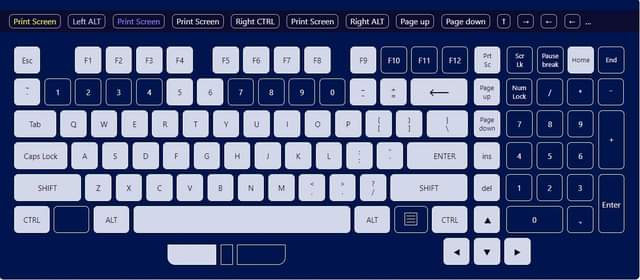 Print Screen Left ALT Print Screen Print Screen Right CTRL Print Screen Right ALT Page up Page down ↑ → ← ← ...
Esc F1 F2 F3 F4 F5 F6 F7 F8 F9 F10 F11 F12 Prt Sc Scr Lk Pause break Home End
1 2 3 4 5 6 7 8 9 0 ← Page up Num Lock / * -
Tab Q W E R T Y U I O P { [ } ] | \ Page down 7 8 9 +
Caps Lock A S D F G H J K L : ; ENTER ins 4 5 6
SHIFT Z X C V B N M < , > . ? / SHIFT del 1 2 3 Enter
CTRL ALT ALT CTRL ▲ 0
◀ ▼ ▶